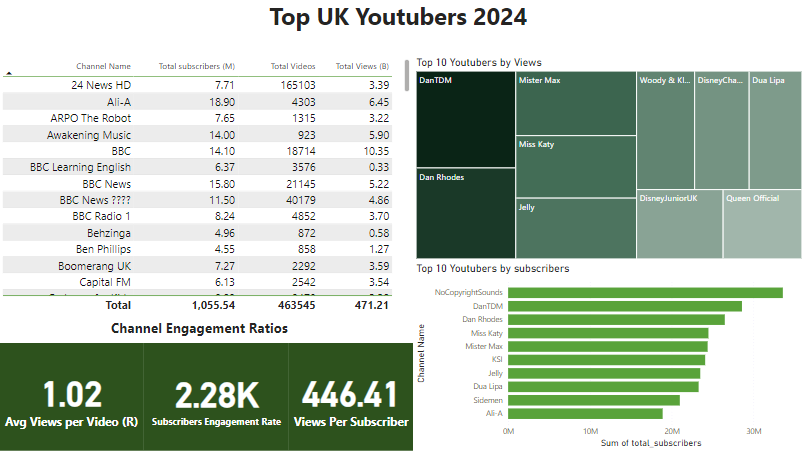 Top UK Youtubers 2024
Channel Name Total subscribers (M) Total Videos Total Views (B)
24 News HD 7.71 165103 3.39
Ali-A 18.90 4303 6.45
ARPO The Robot 7.65 1315 3.22
Awakening Music 14.00 923 5.90
BBC 14.10 18714 10.35
BBC Learning English 6.37 3576 0.33
BBC News 15.80 21145 5.22
BBC News ???? 11.50 40179 4.86
BBC Radio 1 8.24 4852 3.70
Behzinga 4.96 872 0.58
Ben Phillips 4.55 858 1.27
Boomerang UK 7.27 2292 3.59
Capital FM 6.13 2542 3.54
Total 1,055.54 463545 471.21
Channel Engagement Ratios
1.02
Avg Views per Video (R)
2.28K
Subscribers Engagement Rate
446.41
Views Per Subscriber
Top 10 Youtubers by Views
DanTDM
Dan Rhodes
Mister Max
Miss Katy
Jelly
Woody & Kl...
DisneyCha...
Dua Lipa
DisneyJuniorUK
Queen Official
Top 10 Youtubers by subscribers
Channel Name
NoCopyrightSounds
DanTDM
Dan Rhodes
Miss Katy
Mister Max
KSI
Jelly
Dua Lipa
Sidemen
Ali-A
0M 10M 20M 30M
Sum of total_subscribers